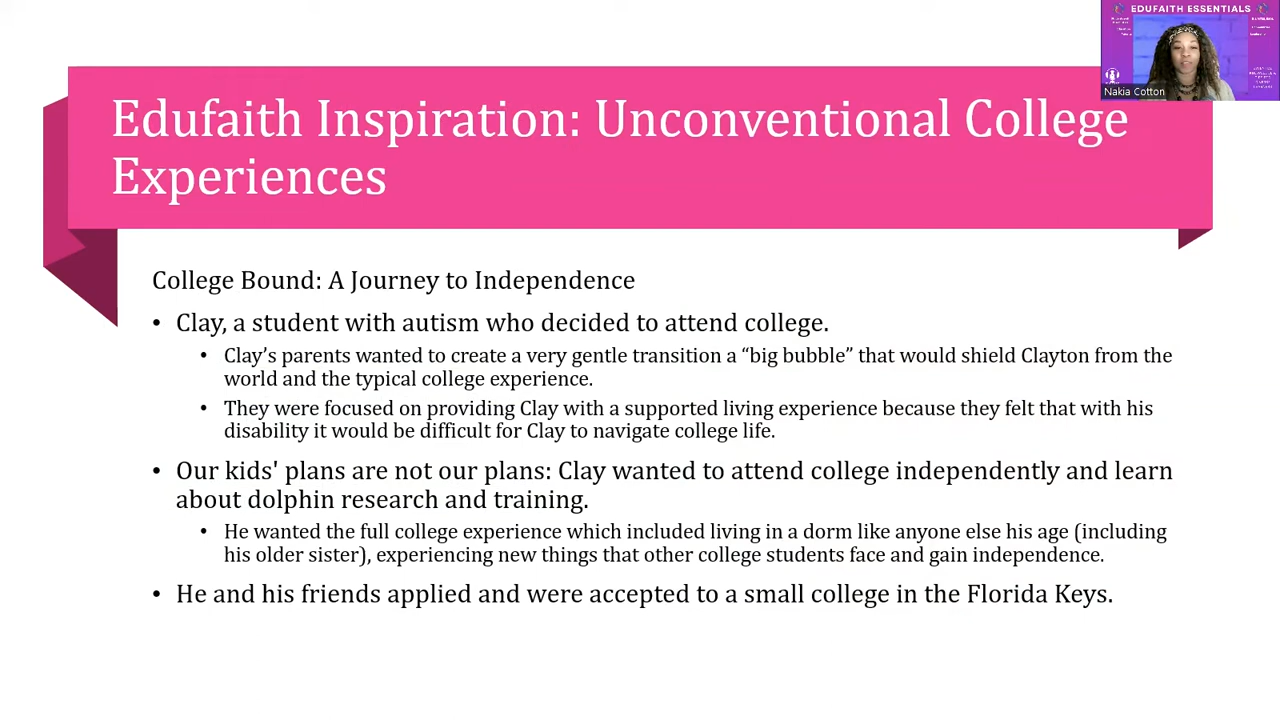 EDUFAITH ESSENTIALS
Nakia Cotton
Edufaith Inspiration: Unconventional College
Experiences
College Bound: A Journey to Independence
• Clay, a student with autism who decided to attend college.
• Clay's parents wanted to create a very gentle transition a “big bubble” that would shield Clayton from the
world and the typical college experience.
• They were focused on providing Clay with a supported living experience because they felt that with his
disability it would be difficult for Clay to navigate college life.
• Our kids' plans are not our plans: Clay wanted to attend college independently and learn
about dolphin research and training.
• He wanted the full college experience which included living in a dorm like anyone else his age (including
his older sister), experiencing new things that other college students face and gain independence.
• He and his friends applied and were accepted to a small college in the Florida Keys.